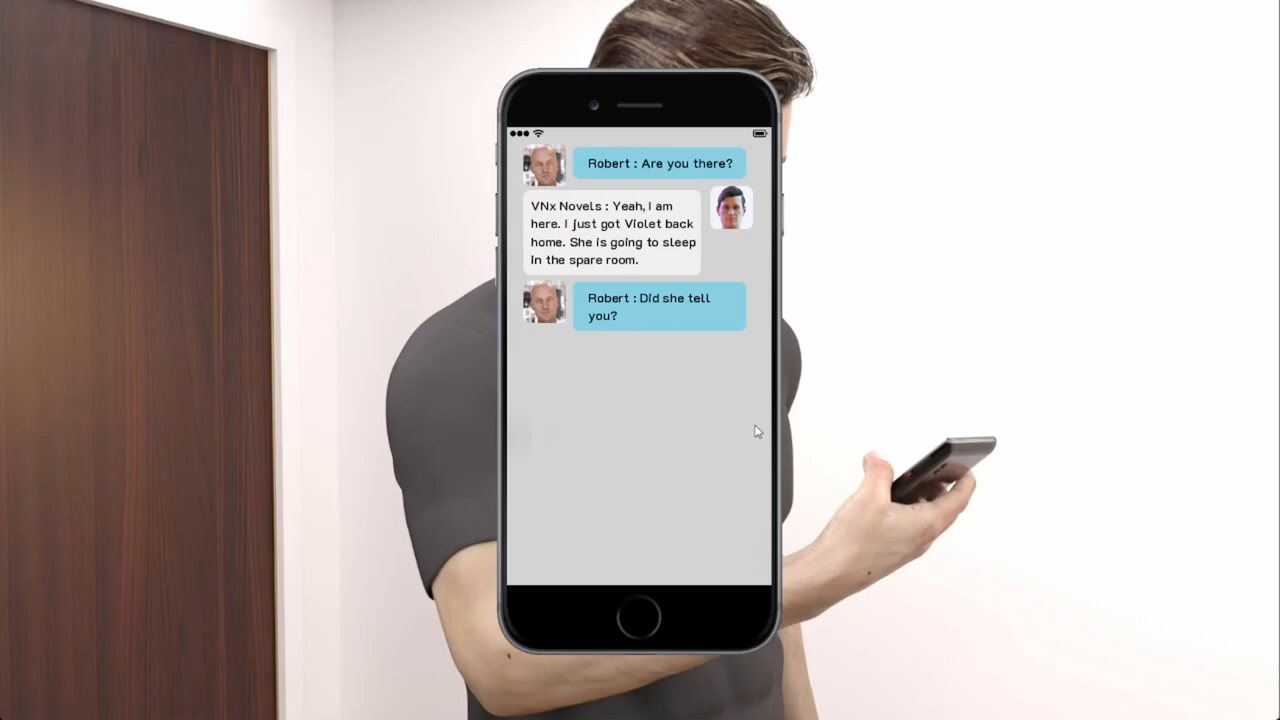 Robert : Are you there?
VNx Novels : Yeah, I am
here. I just got Violet back
home. She is going to sleep
in the spare room.
Robert : Did she tell
you?